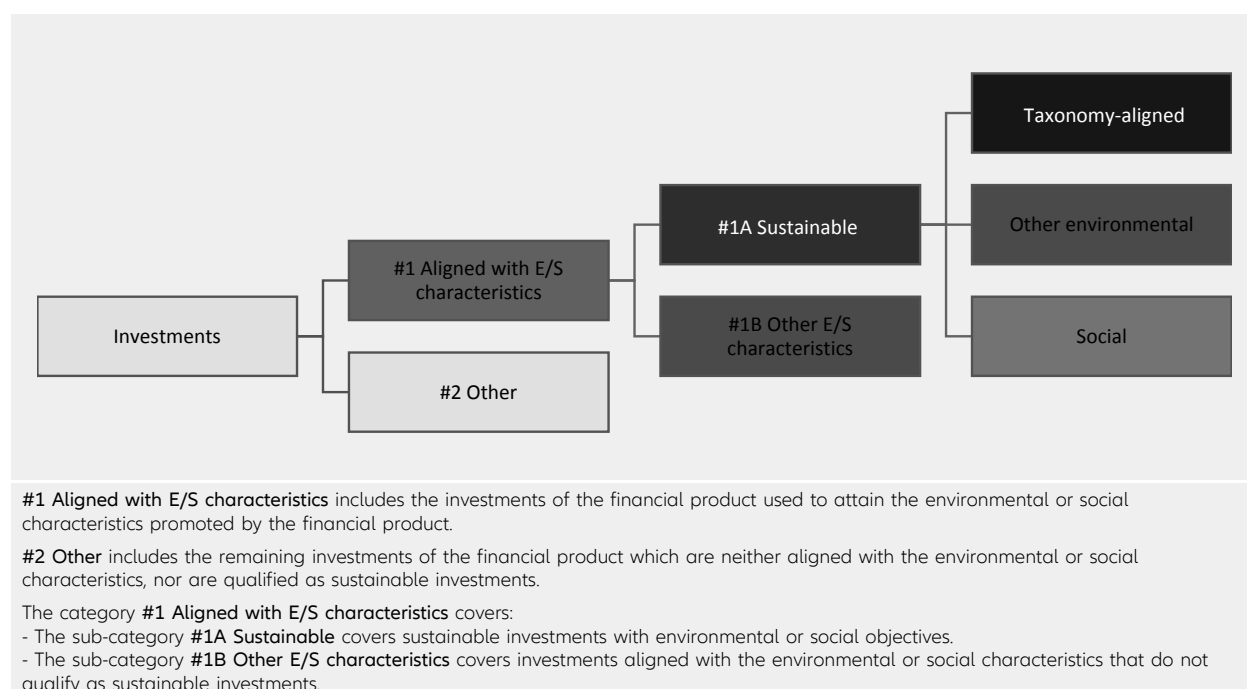 Taxonomy-aligned
#1A Sustainable
Other environmental
#1 Aligned with E/S
characteristics
Investments
#1B Other E/S
characteristics
Social
#2 Other
#1 Aligned with E/S characteristics includes the investments of the financial product used to attain the environmental or social
characteristics promoted by the financial product.
#2 Other includes the remaining investments of the financial product which are neither aligned with the environmental or social
characteristics, nor are qualified as sustainable investments.
The category #1 Aligned with E/S characteristics covers:
- The sub-category #1A Sustainable covers sustainable investments with environmental or social objectives.
- The sub-category #1B Other E/S characteristics covers investments aligned with the environmental or social characteristics that do not
qualify as sustainable investments.